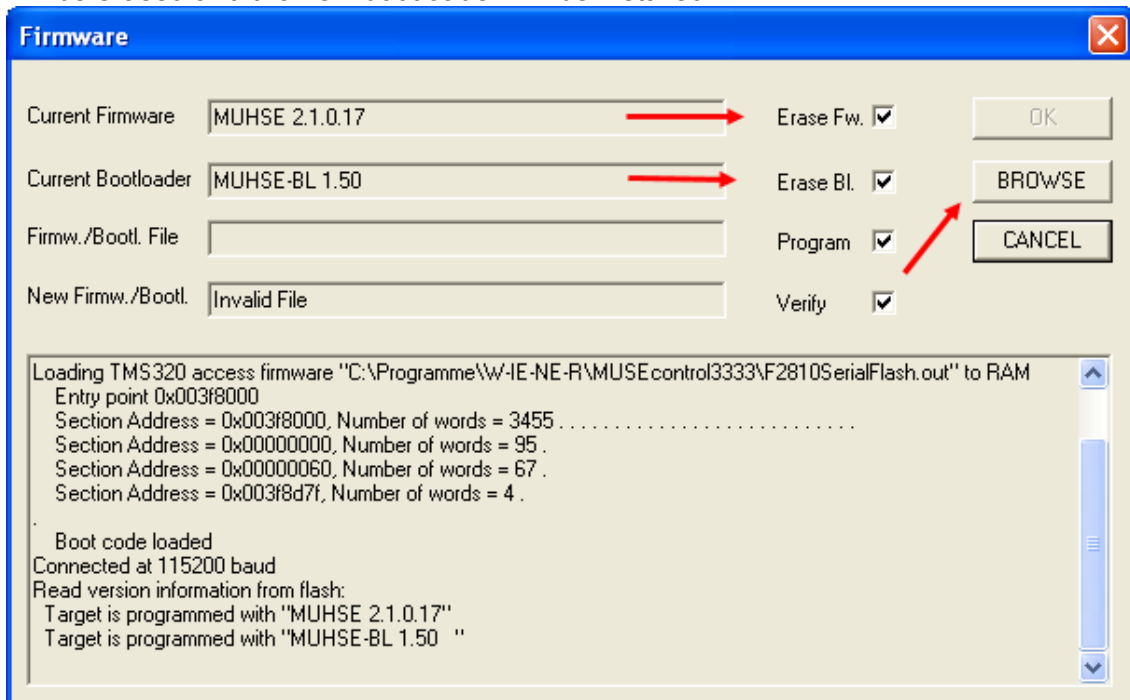 Firmware
Current Firmware MUHSE 2.1.0.17 Erase Fw. OK
Current Bootloader MUHSE-BL 1.50 Erase Bl. BROWSE
Firmw./Bootl. File Program CANCEL
New Firmw./Bootl. Invalid File Verify
Loading TMS320 access firmware "C:\Programme\W-IE-NE-R\MUSEcontrol3333\F2810SerialFlash.out" to RAM
Entry point 0x003f8000
Section Address = 0x003f8000, Number of words = 3455 . . . . . . . . . . . . . . . . . . . . . . . . . . .
Section Address = 0x00000000, Number of words = 95 .
Section Address = 0x00000060, Number of words = 67 .
Section Address = 0x003f8d7f, Number of words = 4 .
.
Boot code loaded
Connected at 115200 baud
Read version information from flash:
Target is programmed with "MUHSE 2.1.0.17"
Target is programmed with "MUHSE-BL 1.50   "